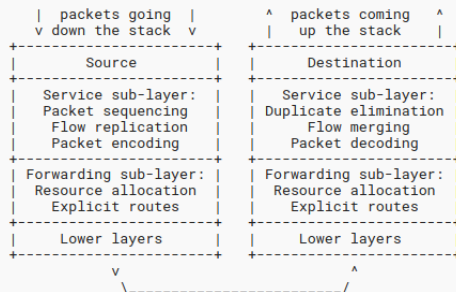 |  packets going  |     ^  packets coming   ^
v down the stack  v     |   up the stack    |
+-----------------------+   +-----------------------+
|        Source         |   |      Destination      |
+-----------------------+   +-----------------------+
|   Service sub-layer:  |   |   Service sub-layer:  |
|   Packet sequencing   |   | Duplicate elimination |
|    Flow replication   |   |      Flow merging     |
|    Packet encoding    |   |    Packet decoding    |
+-----------------------+   +-----------------------+
| Forwarding sub-layer: |   | Forwarding sub-layer: |
|  Resource allocation  |   |  Resource allocation  |
|    Explicit routes    |   |    Explicit routes    |
+-----------------------+   +-----------------------+
|     Lower layers      |   |     Lower layers      |
+-----------------------+   +-----------------------+
            v                           ^
             \_________________________/